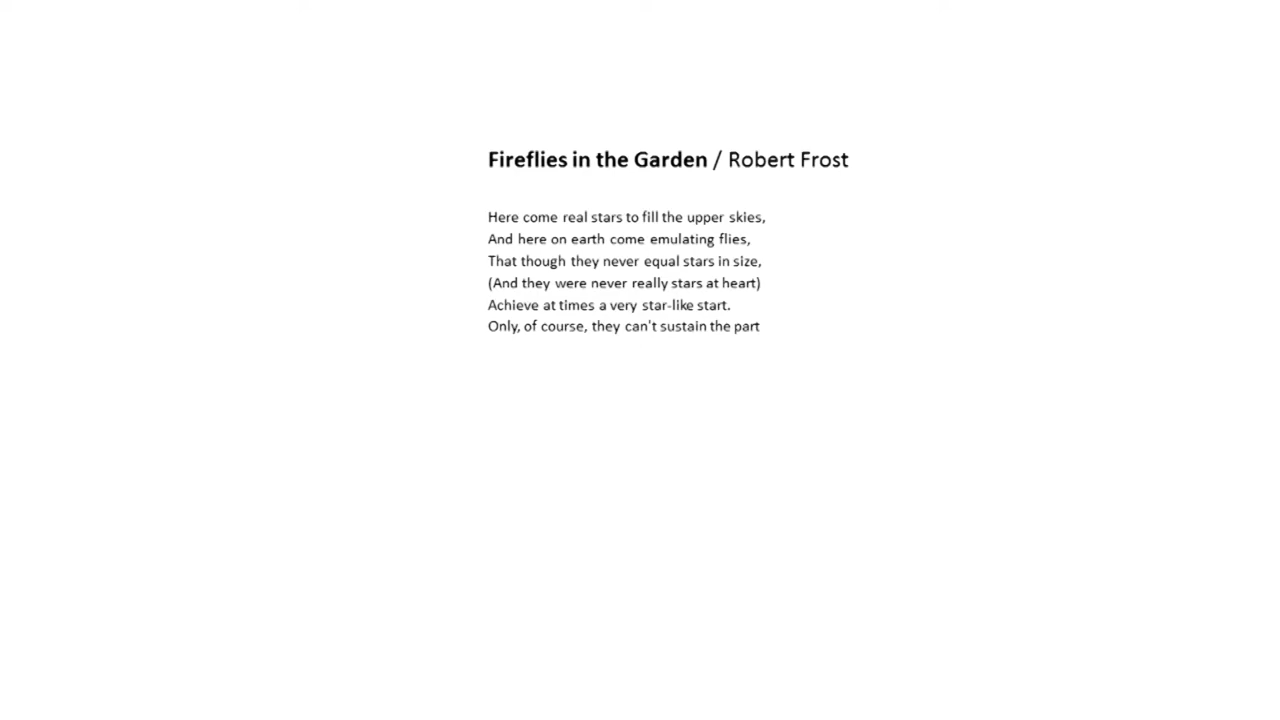 Fireflies in the Garden / Robert Frost
Here come real stars to fill the upper skies,
And here on earth come emulating flies,
That though they never equal stars in size,
(And they were never really stars at heart)
Achieve at times a very star-like start.
Only, of course, they can't sustain the part